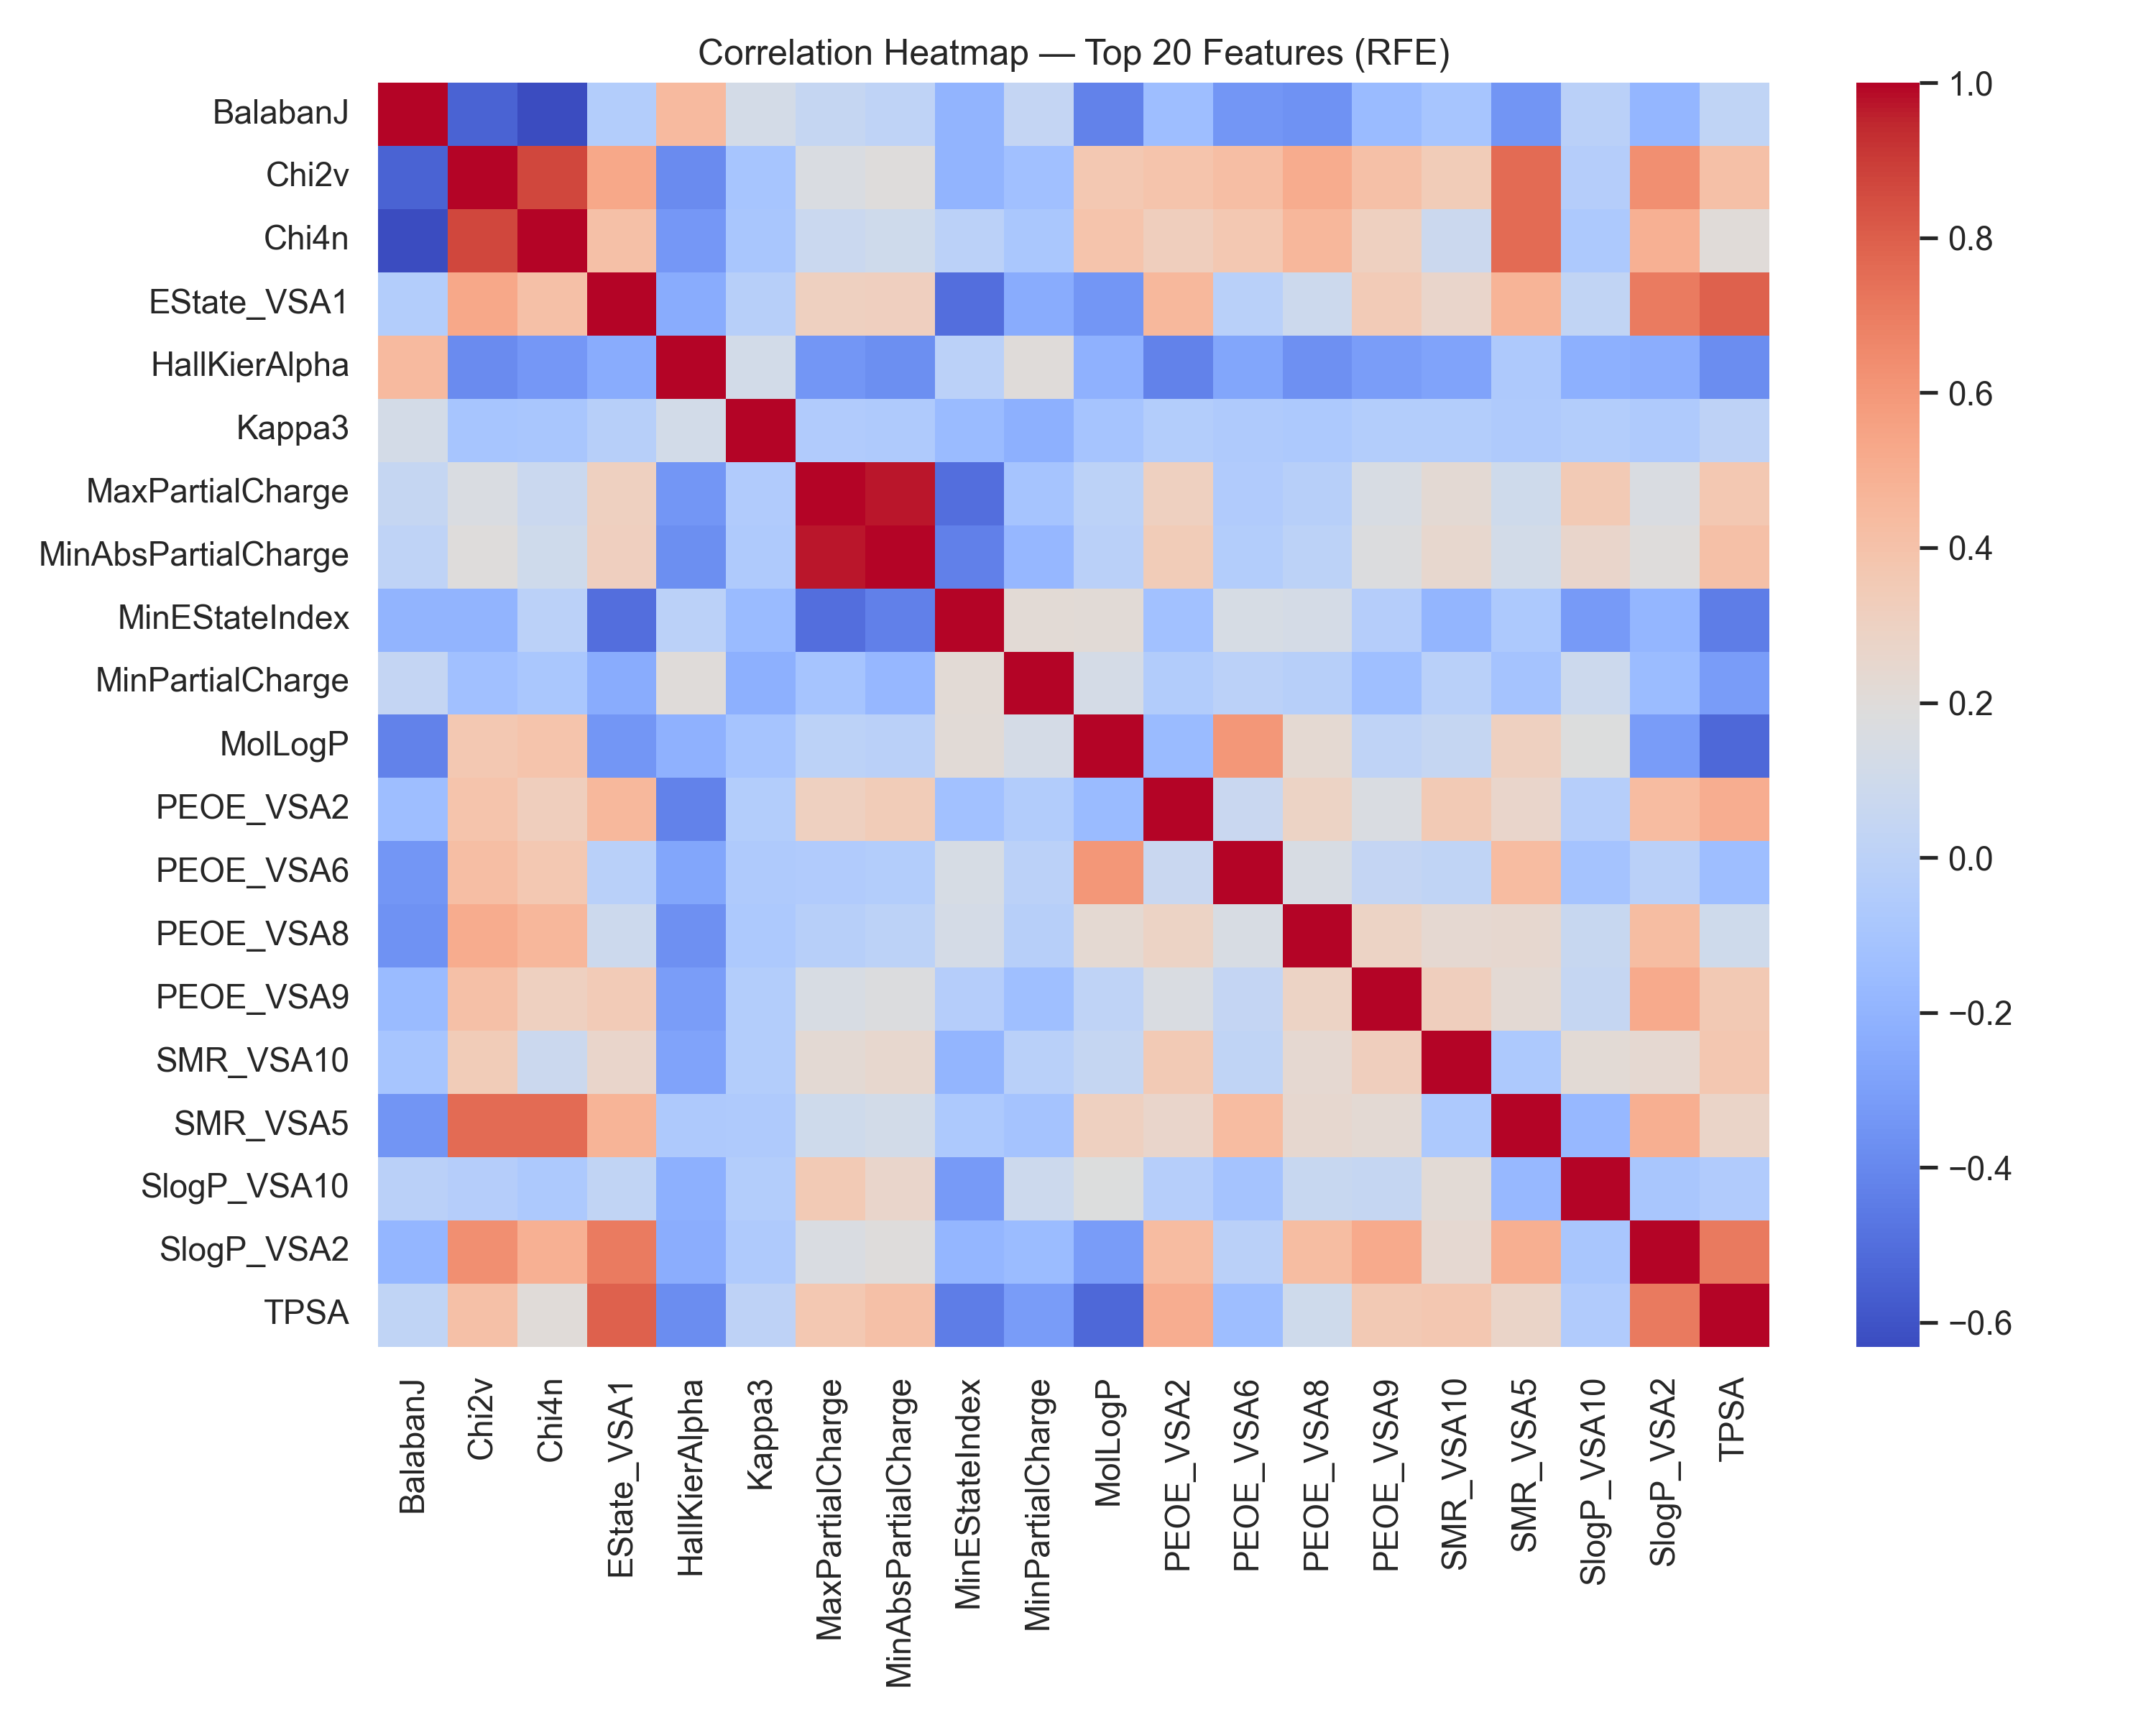 Correlation Heatmap — Top 20 Features (RFE)
BalabanJ
Chi2v
Chi4n
EState_VSA1
HallKierAlpha
Kappa3
MaxPartialCharge
MinAbsPartialCharge
MinEStateIndex
MinPartialCharge
MolLogP
PEOE_VSA2
PEOE_VSA6
PEOE_VSA8
PEOE_VSA9
SMR_VSA10
SMR_VSA5
SlogP_VSA10
SlogP_VSA2
TPSA
BalabanJ
Chi2v
Chi4n
EState_VSA1
HallKierAlpha
Kappa3
MaxPartialCharge
MinAbsPartialCharge
MinEStateIndex
MinPartialCharge
MolLogP
PEOE_VSA2
PEOE_VSA6
PEOE_VSA8
PEOE_VSA9
SMR_VSA10
SMR_VSA5
SlogP_VSA10
SlogP_VSA2
TPSA
1.0
0.8
0.6
0.4
0.2
0.0
−0.2
−0.4
−0.6